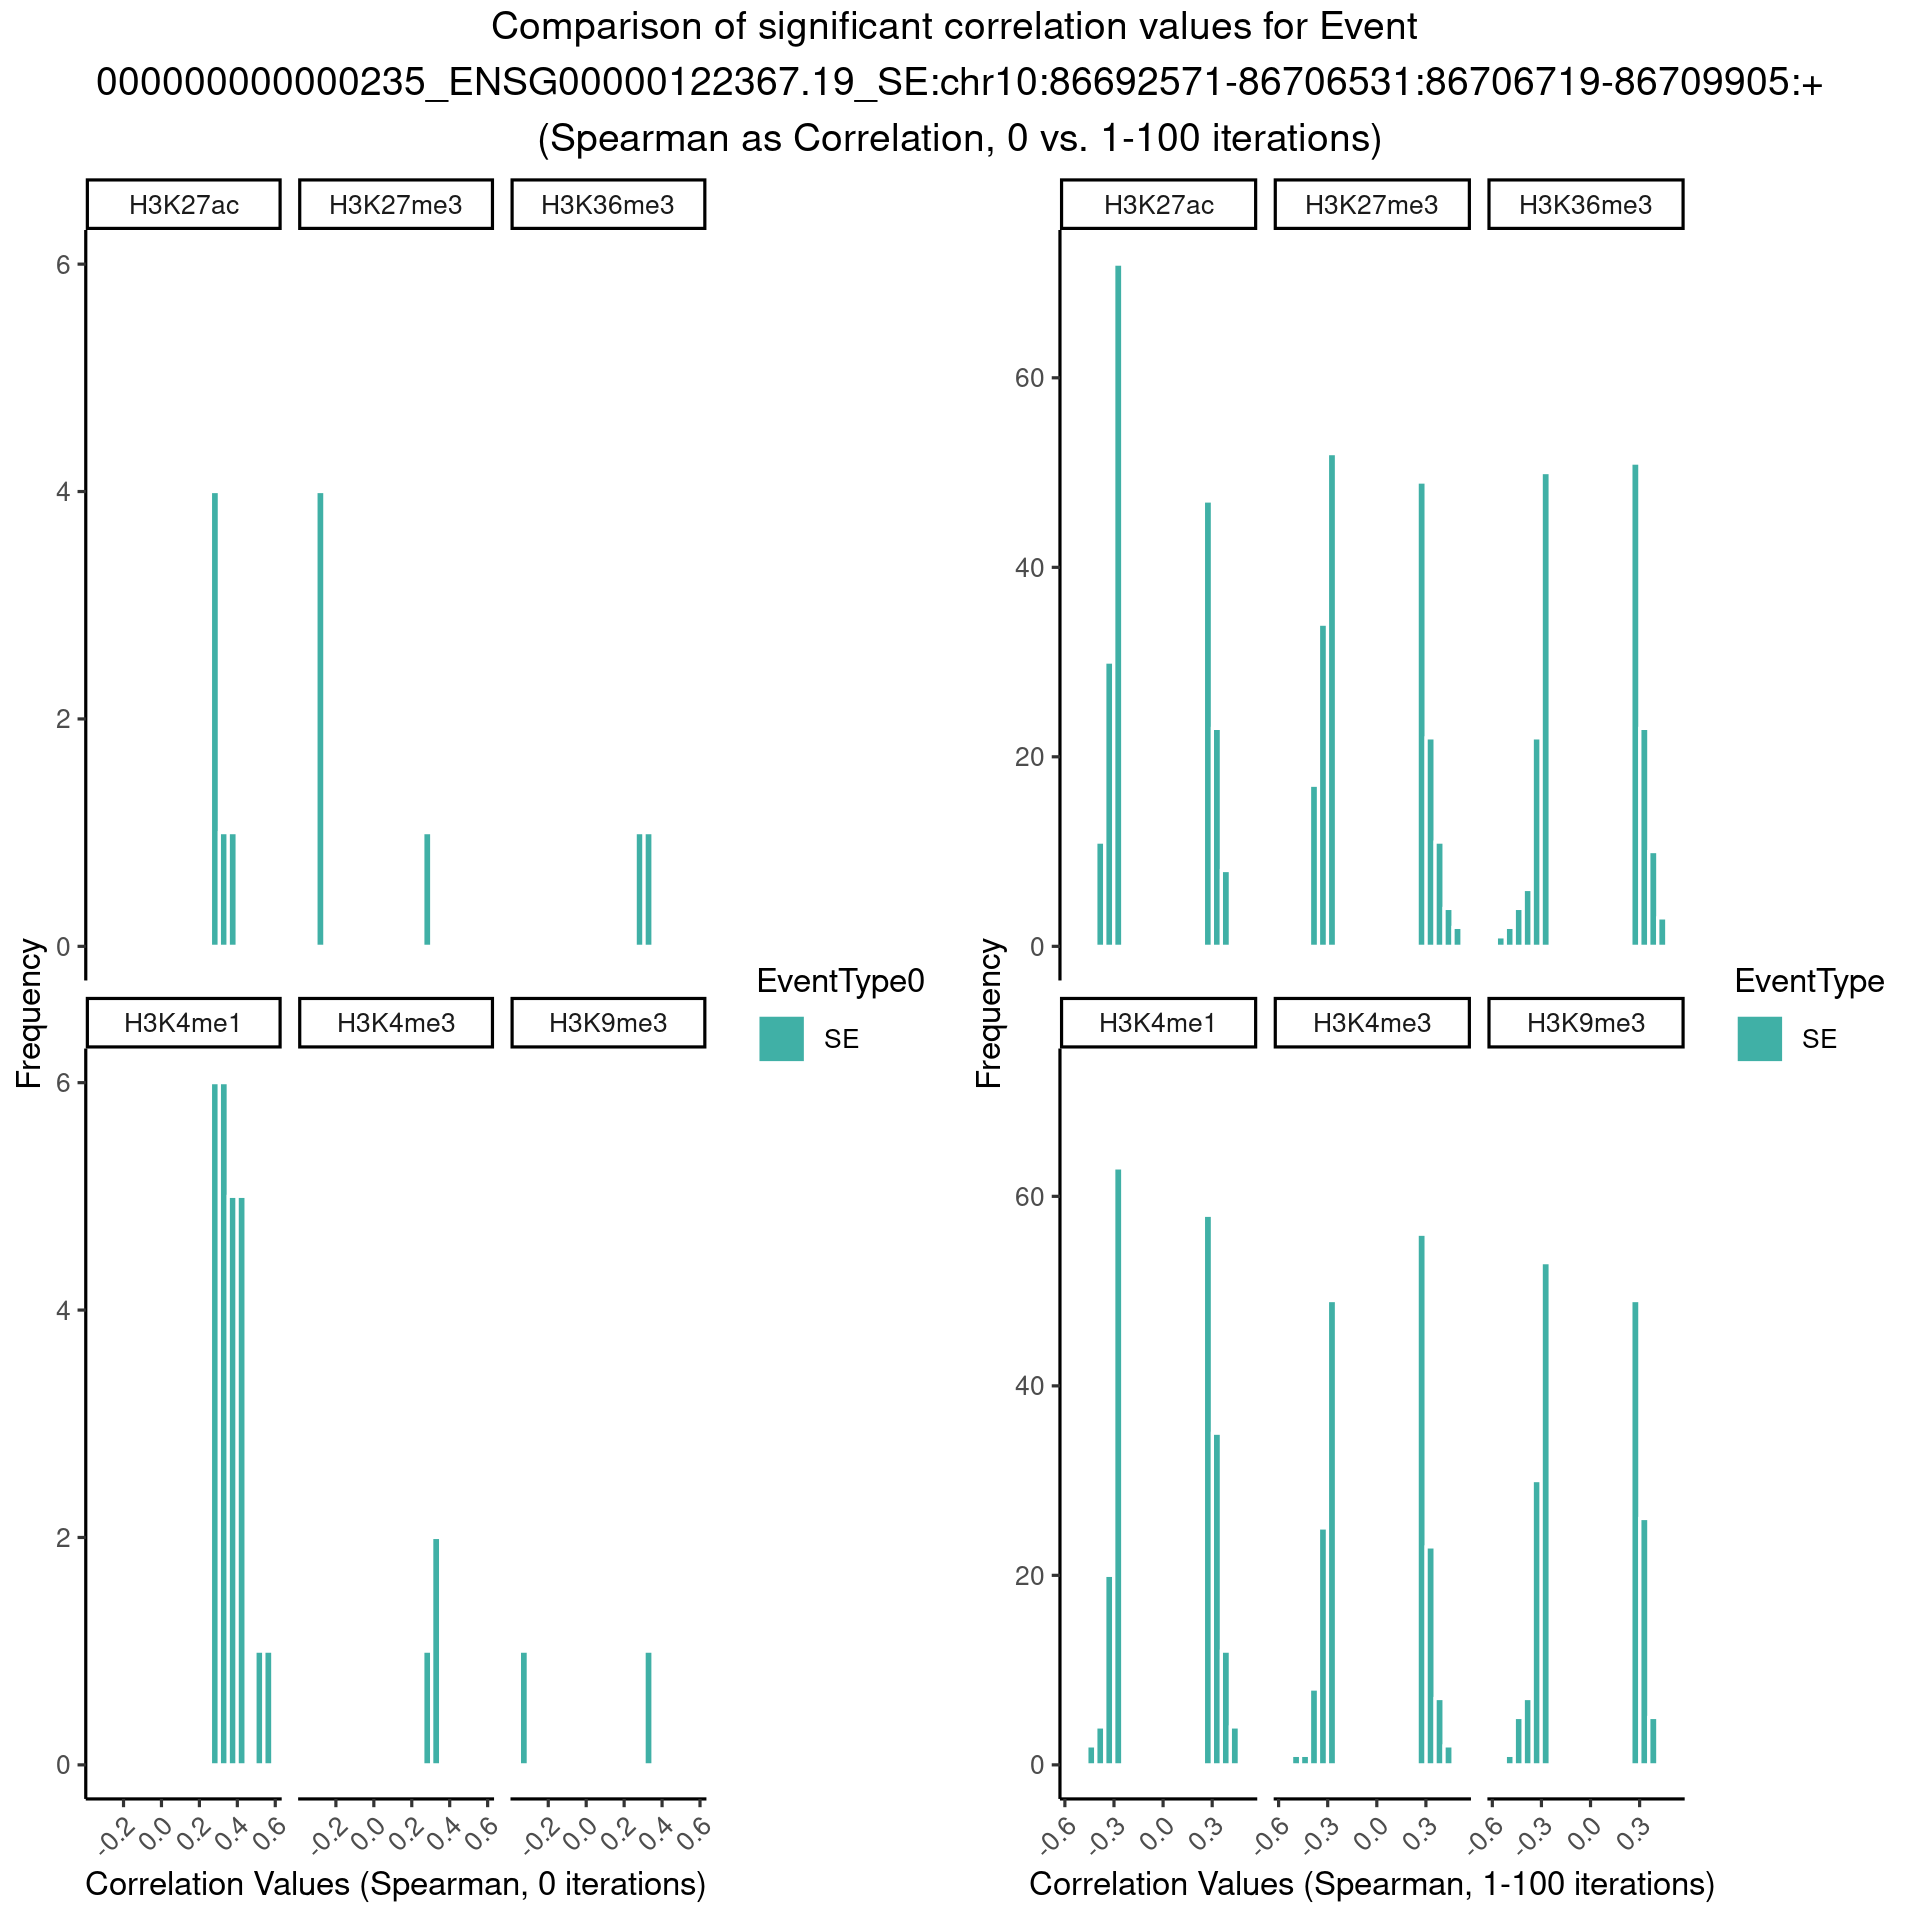 Comparison of significant correlation values for Event
000000000000235_ENSG00000122367.19_SE:chr10:86692571-86706531:86706719-86709905:+
(Spearman as Correlation, 0 vs. 1-100 iterations)
H3K27ac H3K27me3 H3K36me3
6
4
2
0
H3K4me1 H3K4me3 H3K9me3
6
4
2
0
-0.2 0.0 0.2 0.4 0.6 -0.2 0.0 0.2 0.4 0.6 -0.2 0.0 0.2 0.4 0.6
Frequency
Correlation Values (Spearman, 0 iterations)
EventType0
SE
H3K27ac H3K27me3 H3K36me3
60
40
20
0
H3K4me1 H3K4me3 H3K9me3
60
40
20
0
-0.6 -0.3 0.0 0.3 -0.6 -0.3 0.0 0.3 -0.6 -0.3 0.0 0.3
Frequency
Correlation Values (Spearman, 1-100 iterations)
EventType
SE